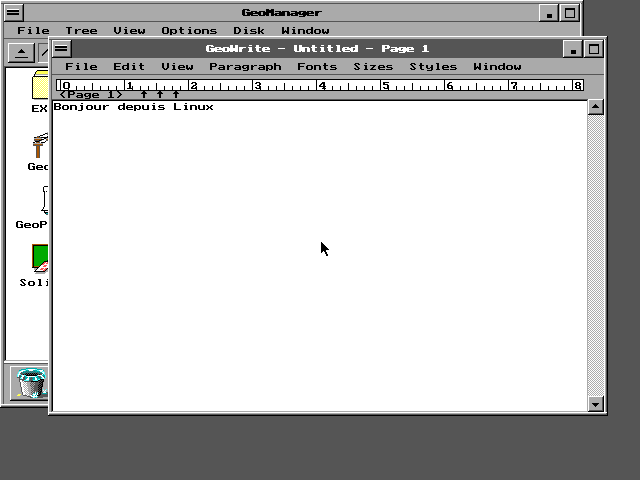 GeoManager
File Tree View Options Disk Window
GeoWrite - Untitled - Page 1
File Edit View Paragraph Fonts Sizes Styles Window
0 1 2 3 4 5 6 7 8
<Page 1>
Bonjour depuis Linux
EX
Geo
GeoP
Soli